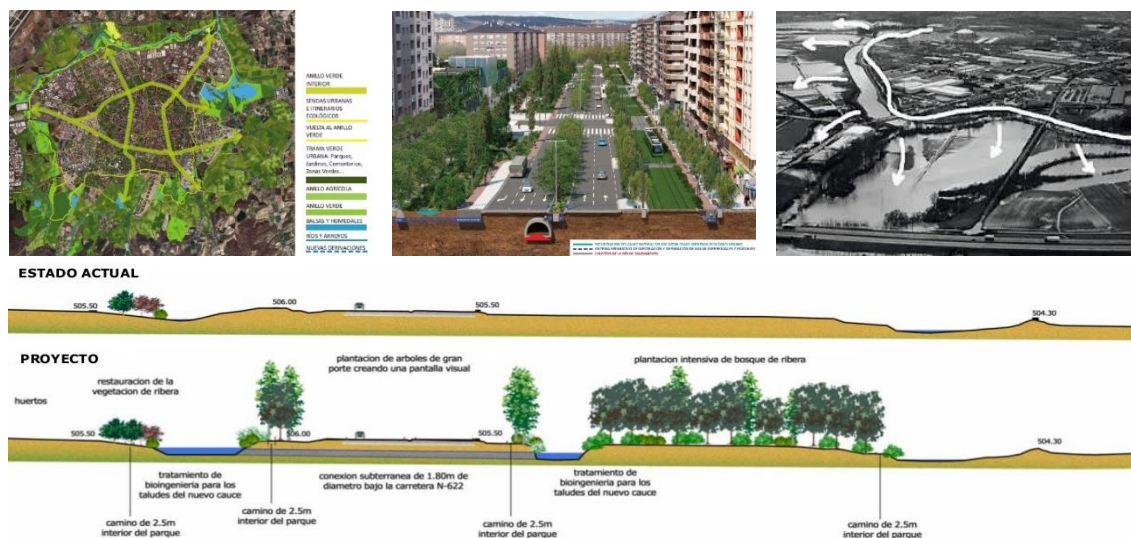 ANILLO VERDE
INTERIOR
SENDAS URBANAS
E ITINERARIOS
ECOLÓGICOS
VUELTA AL ANILLO
VERDE
TRAMA VERDE
URBANA: Parques,
Jardines, Cementerios,
Zonas Verdes...
ANILLO AGRÍCOLA
ANILLO VERDE
BALSAS Y HUMEDALES
RÍOS Y ARROYOS
NUEVAS DERIVACIONES
ESTADO ACTUAL
505.50
506.00
505.50
504.30
PROYECTO
huertos
restauracion de la
vegetacion de ribera
plantacion de arboles de gran
porte creando una pantalla visual
plantacion intensiva de bosque de ribera
505.50
506.00
505.50
504.30
tratamiento de
bioingenieria para los
taludes del nuevo cauce
conexion subterranea de 1.80m de
diametro bajo la carretera N-622
tratamiento de
bioingenieria para los
taludes del nuevo cauce
camino de 2.5m
interior del parque
camino de 2.5m
interior del parque
camino de 2.5m
interior del parque
camino de 2.5m
interior del parque